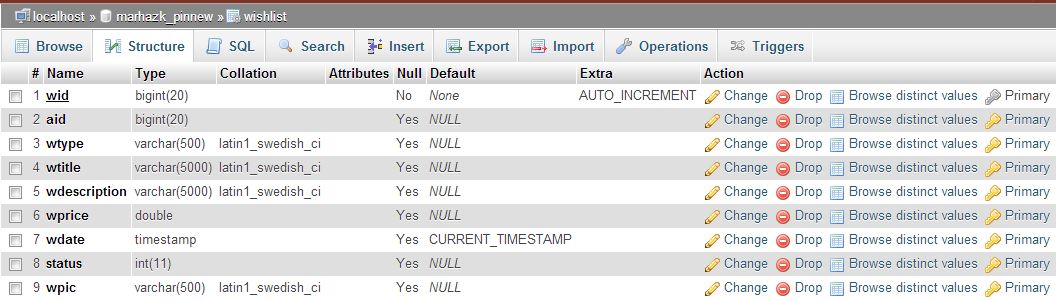 localhost » marhazk_pinnew » wishlist
Browse Structure SQL Search Insert Export Import Operations Triggers
# Name Type Collation Attributes Null Default Extra Action
1 wid bigint(20) No None AUTO_INCREMENT Change Drop Browse distinct values Primary
2 aid bigint(20) Yes NULL Change Drop Browse distinct values Primary
3 wtype varchar(500) latin1_swedish_ci Yes NULL Change Drop Browse distinct values Primary
4 wtitle varchar(5000) latin1_swedish_ci Yes NULL Change Drop Browse distinct values Primary
5 wdescription varchar(5000) latin1_swedish_ci Yes NULL Change Drop Browse distinct values Primary
6 wprice double Yes NULL Change Drop Browse distinct values Primary
7 wdate timestamp Yes CURRENT_TIMESTAMP Change Drop Browse distinct values Primary
8 status int(11) Yes NULL Change Drop Browse distinct values Primary
9 wpic varchar(500) latin1_swedish_ci Yes NULL Change Drop Browse distinct values Primary